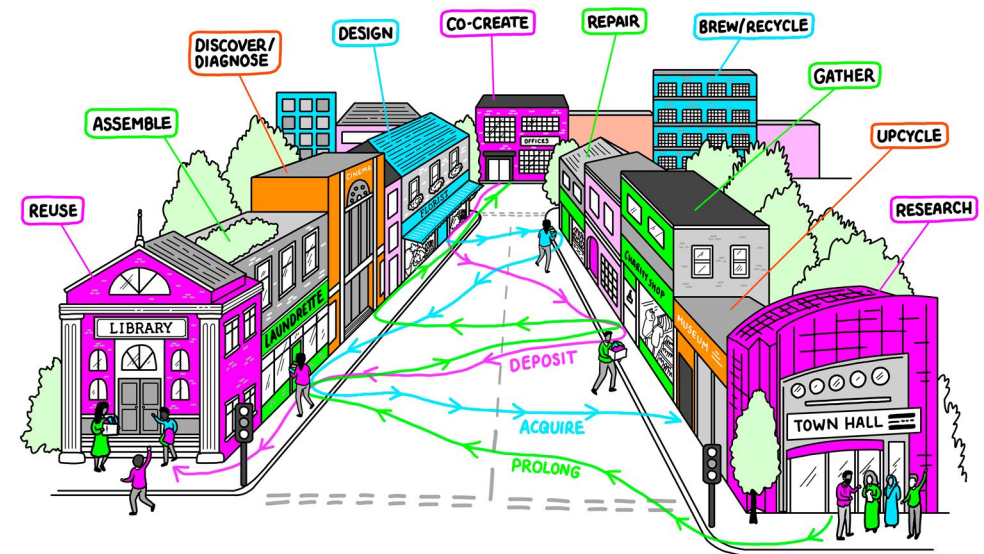 CO-CREATE
REPAIR
DESIGN
BREW/RECYCLE
DISCOVER/
DIAGNOSE
GATHER
ASSEMBLE
UPCYCLE
REUSE
RESEARCH
OFFICES
CINEMA
FLORIST
CHARITY SHOP
LAUNDRETTE
LIBRARY
MUSEUM
TOWN HALL
DEPOSIT
ACQUIRE
PROLONG